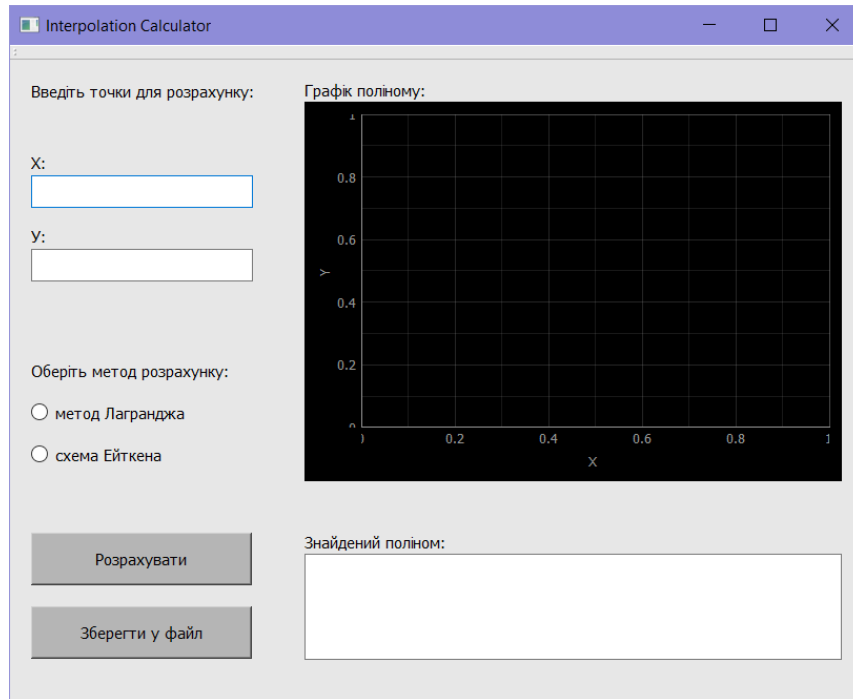 Interpolation Calculator
Введіть точки для розрахунку:
X:
У:
Оберіть метод розрахунку:
метод Лагранджа
схема Ейткена
Розрахувати
Зберегти у файл
Графік поліному:
1
0.8
0.6
Y
0.4
0.2
0.2 0.4 0.6 0.8 1
X
Знайдений поліном: